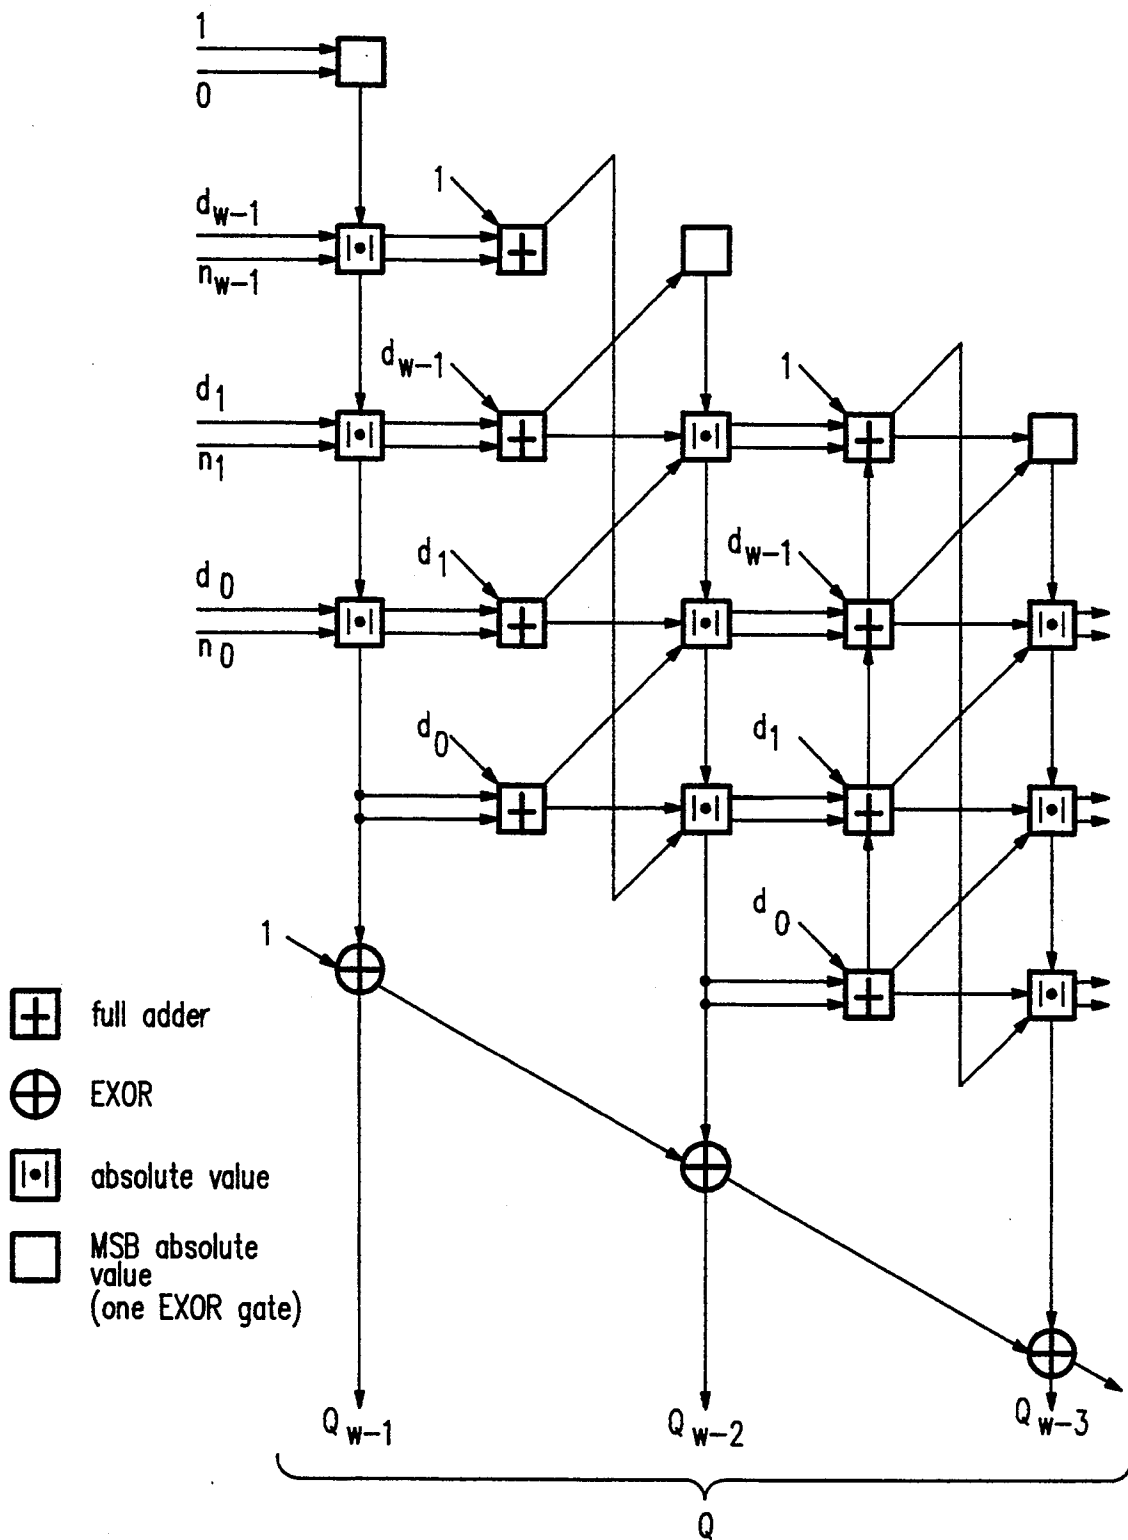 1
0
1
d_{w-1}
n_{w-1}
|•|
+
d_{w-1}
1
d_1
n_1
|•|
+
|•|
+
d_1
d_{w-1}
d_0
n_0
|•|
+
|•|
+
|•|
d_0
d_1
+
|•|
+
|•|
d_0
1
+
|•|
+ full adder
EXOR
|•| absolute value
MSB absolute
value
(one EXOR gate)
Q_{w-1}
Q_{w-2}
Q_{w-3}
Q